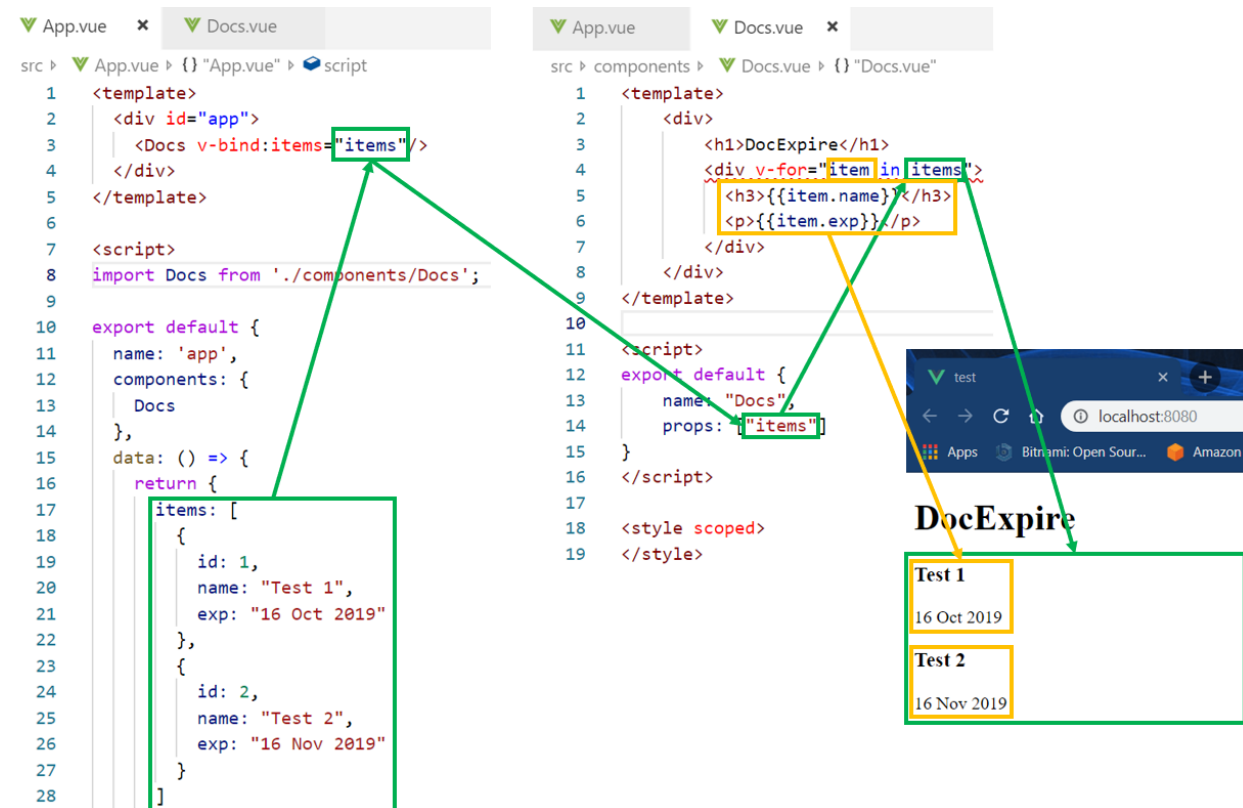 App.vue × Docs.vue
src App.vue {} "App.vue" script
1 <template>
2 <div id="app">
3 <Docs v-bind:items="items"/>
4 </div>
5 </template>
6
7 <script>
8 import Docs from './components/Docs';
9
10 export default {
11 name: 'app',
12 components: {
13 Docs
14 },
15 data: () => {
16 return {
17 items: [
18 {
19 id: 1,
20 name: "Test 1",
21 exp: "16 Oct 2019"
22 },
23 {
24 id: 2,
25 name: "Test 2",
26 exp: "16 Nov 2019"
27 }
28 ]
App.vue Docs.vue ×
src components Docs.vue {} "Docs.vue"
1 <template>
2 <div>
3 <h1>DocExpire</h1>
4 <div v-for="item in items">
5 <h3>{{item.name}}</h3>
6 <p>{{item.exp}}</p>
7 </div>
8 </div>
9 </template>
10
11 <script>
12 export default {
13 name: "Docs",
14 props: ["items"]
15 }
16 </script>
17
18 <style scoped>
19 </style>
test × +
localhost:8080
Apps Bitnami: Open Sour... Amazon
DocExpire
Test 1
16 Oct 2019
Test 2
16 Nov 2019